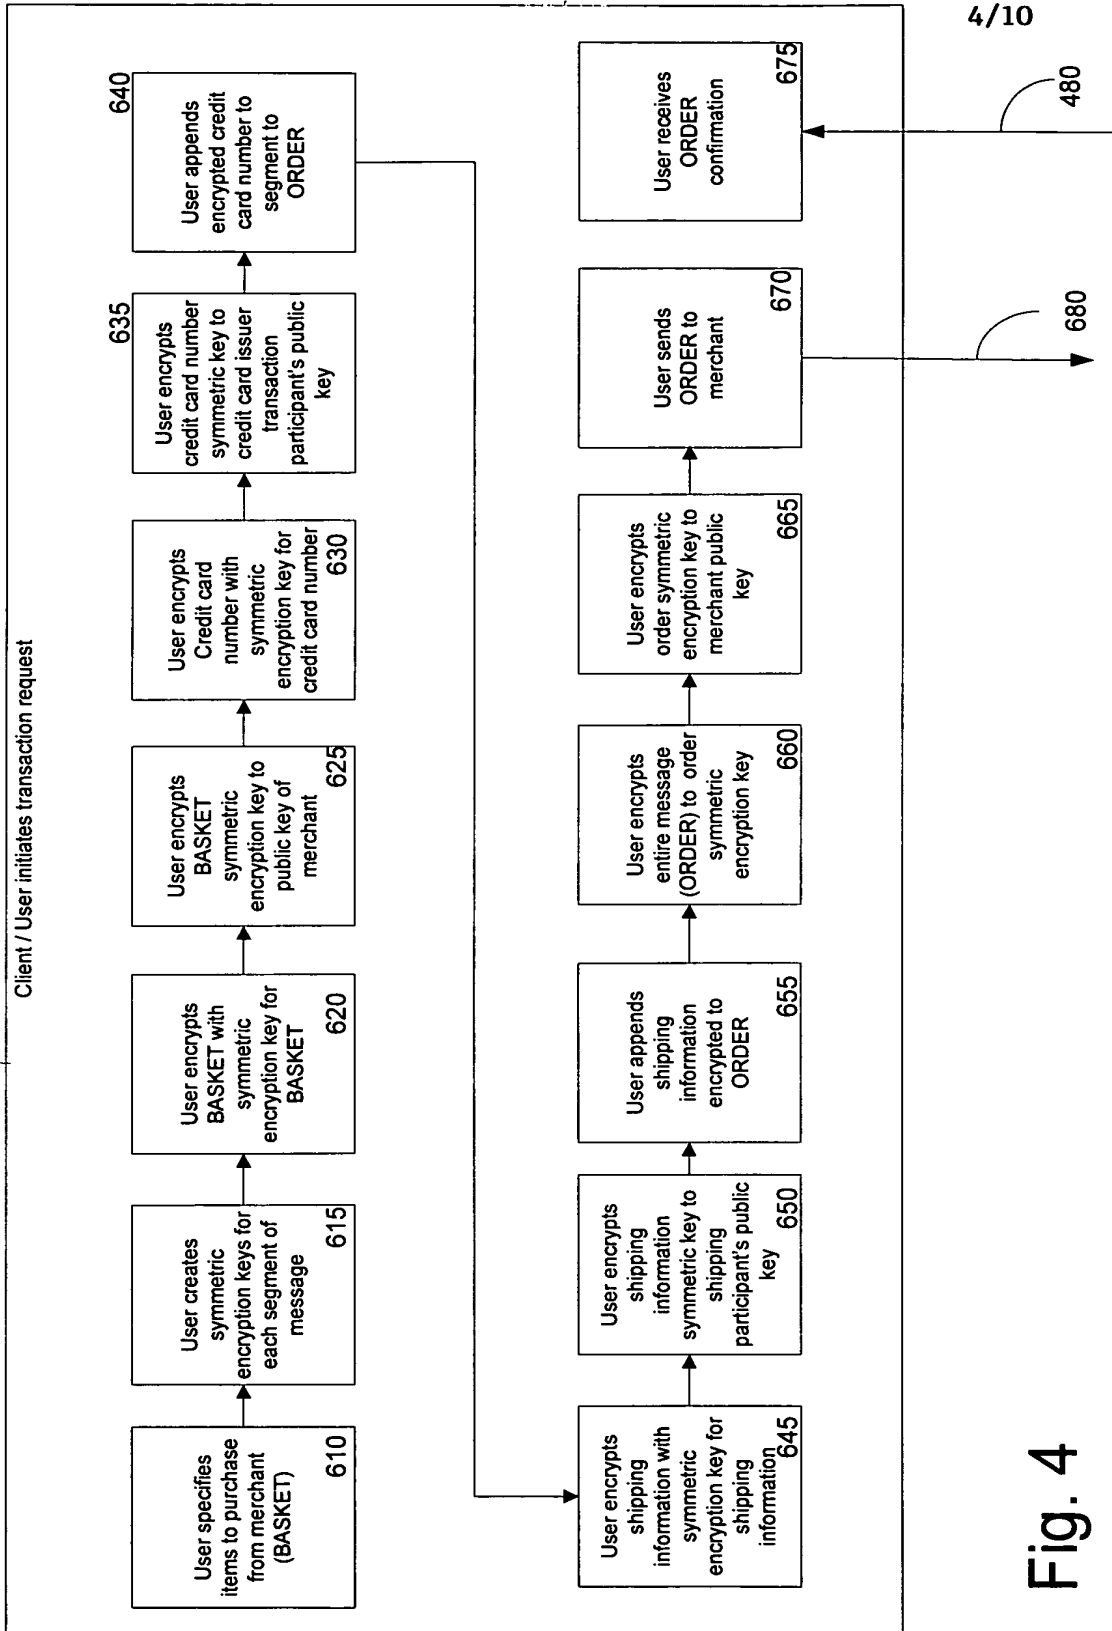 4/10
Client / User initiates transaction request
User specifies
items to purchase
from merchant
(BASKET)
610
User creates
symmetric
encryption keys for
each segment of
message
615
User encrypts
BASKET with
symmetric
encryption key for
BASKET
620
User encrypts
BASKET
symmetric
encryption key to
public key of
merchant
625
User encrypts
Credit card
number with
symmetric
encryption key for
credit card number
630
User encrypts
credit card number
symmetric key to
credit card issuer
transaction
participant's public
key
635
User appends
encrypted credit
card number to
segment to
ORDER
640
User encrypts
shipping
information with
symmetric
encryption key for
shipping
information
645
User encrypts
shipping
information
symmetric key to
shipping
participant's public
key
650
User appends
shipping
information
encrypted to
ORDER
655
User encrypts
entire message
(ORDER) to order
symmetric
encryption key
660
User encrypts
order symmetric
encryption key to
merchant public
key
665
User sends
ORDER to
merchant
670
User receives
ORDER
confirmation
675
680
480
Fig. 4